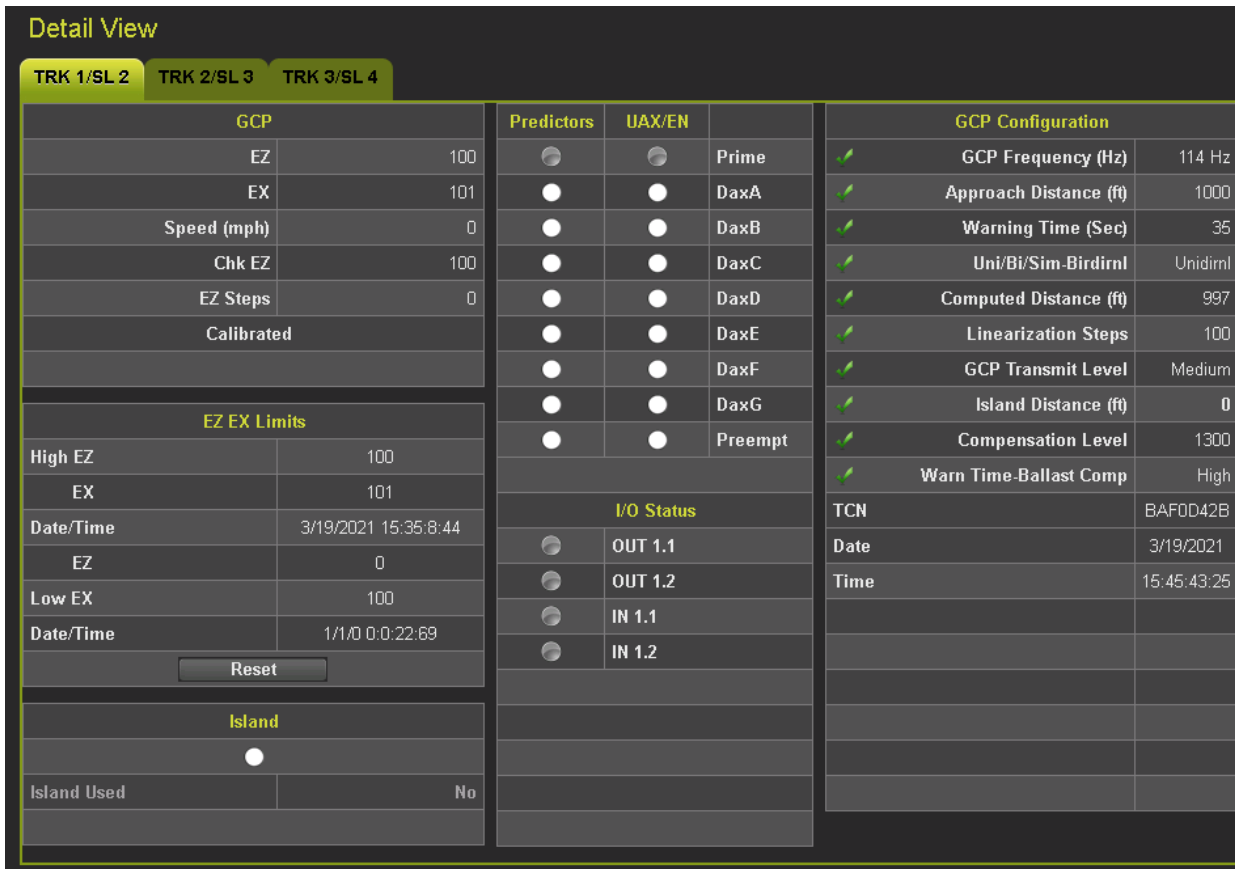 Detail View
TRK 1/SL 2 TRK 2/SL 3 TRK 3/SL 4
GCP
EZ 100
EX 101
Speed (mph) 0
Chk EZ 100
EZ Steps 0
Calibrated
EZ EX Limits
High EZ 100
EX 101
Date/Time 3/19/2021 15:35:8:44
EZ 0
Low EX 100
Date/Time 1/1/0 0:0:22:69
Reset
Island
Island Used No
Predictors UAX/EN
Prime
DaxA
DaxB
DaxC
DaxD
DaxE
DaxF
DaxG
Preempt
I/O Status
OUT 1.1
OUT 1.2
IN 1.1
IN 1.2
GCP Configuration
GCP Frequency (Hz) 114 Hz
Approach Distance (ft) 1000
Warning Time (Sec) 35
Uni/Bi/Sim-Birdirnl Unidirnl
Computed Distance (ft) 997
Linearization Steps 100
GCP Transmit Level Medium
Island Distance (ft) 0
Compensation Level 1300
Warn Time-Ballast Comp High
TCN BAF0D42B
Date 3/19/2021
Time 15:45:43:25